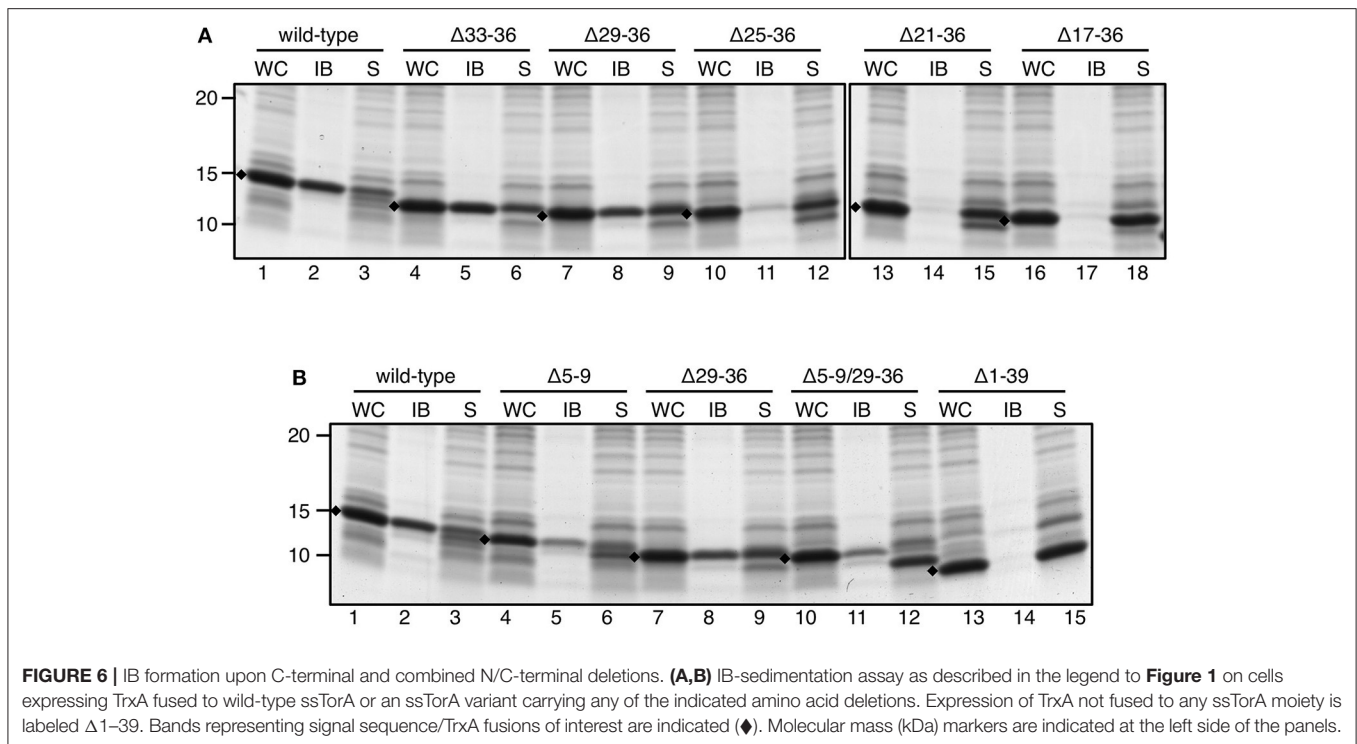 A
wild-type Δ33-36 Δ29-36 Δ25-36 Δ21-36 Δ17-36
WC IB S WC IB S WC IB S WC IB S WC IB S WC IB S
20
15
10
1 2 3 4 5 6 7 8 9 10 11 12 13 14 15 16 17 18
B
wild-type Δ5-9 Δ29-36 Δ5-9/29-36 Δ1-39
WC IB S WC IB S WC IB S WC IB S WC IB S
20
15
10
1 2 3 4 5 6 7 8 9 10 11 12 13 14 15
FIGURE 6 | IB formation upon C-terminal and combined N/C-terminal deletions. (A,B) IB-sedimentation assay as described in the legend to Figure 1 on cells
expressing TrxA fused to wild-type ssTorA or an ssTorA variant carrying any of the indicated amino acid deletions. Expression of TrxA not fused to any ssTorA moiety is
labeled Δ1–39. Bands representing signal sequence/TrxA fusions of interest are indicated (♦). Molecular mass (kDa) markers are indicated at the left side of the panels.